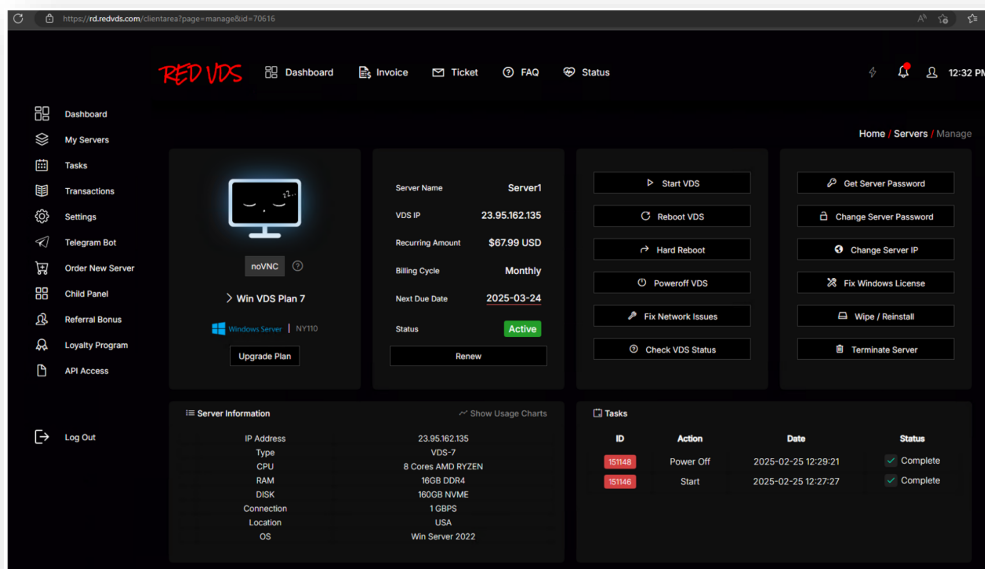 https://rd.redvds.com/clientarea?page=manage&id=70616
RED VDS
Dashboard
Invoice
Ticket
FAQ
Status
12:32 PM
Dashboard
My Servers
Tasks
Transactions
Settings
Telegram Bot
Order New Server
Child Panel
Referral Bonus
Loyalty Program
API Access
Log Out
Home / Servers / Manage
zz..
noVNC
Win VDS Plan 7
Windows Server | NY110
Upgrade Plan
Server Name Server1
VDS IP 23.95.162.135
Recurring Amount $67.99 USD
Billing Cycle Monthly
Next Due Date 2025-03-24
Status Active
Renew
Start VDS
Reboot VDS
Hard Reboot
Poweroff VDS
Fix Network Issues
Check VDS Status
Get Server Password
Change Server Password
Change Server IP
Fix Windows License
Wipe / Reinstall
Terminate Server
Server Information Show Usage Charts
IP Address 23.95.162.135
Type VDS-7
CPU 8 Cores AMD RYZEN
RAM 16GB DDR4
DISK 160GB NVME
Connection 1 GBPS
Location USA
OS Win Server 2022
Tasks
ID Action Date Status
151148 Power Off 2025-02-25 12:29:21 Complete
151146 Start 2025-02-25 12:27:27 Complete